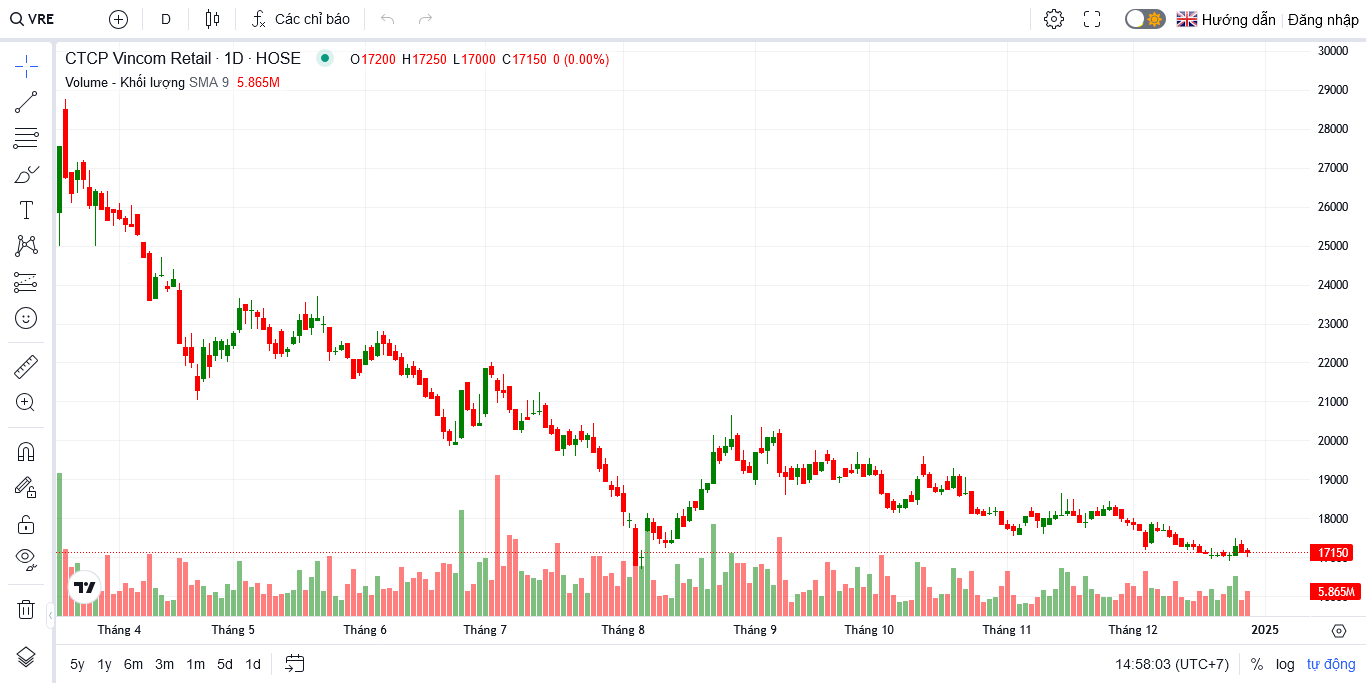 VRE D Các chỉ báo Hướng dẫn Đăng nhập
CTCP Vincom Retail · 1D · HOSE O17200 H17250 L17000 C17150 0 (0.00%)
Volume - Khối lượng SMA 9 5.865M
30000
29000
28000
27000
26000
25000
24000
23000
22000
21000
20000
19000
18000
17150
5.865M
Tháng 4 Tháng 5 Tháng 6 Tháng 7 Tháng 8 Tháng 9 Tháng 10 Tháng 11 Tháng 12 2025
5y 1y 6m 3m 1m 5d 1d 14:58:03 (UTC+7) % log tự động